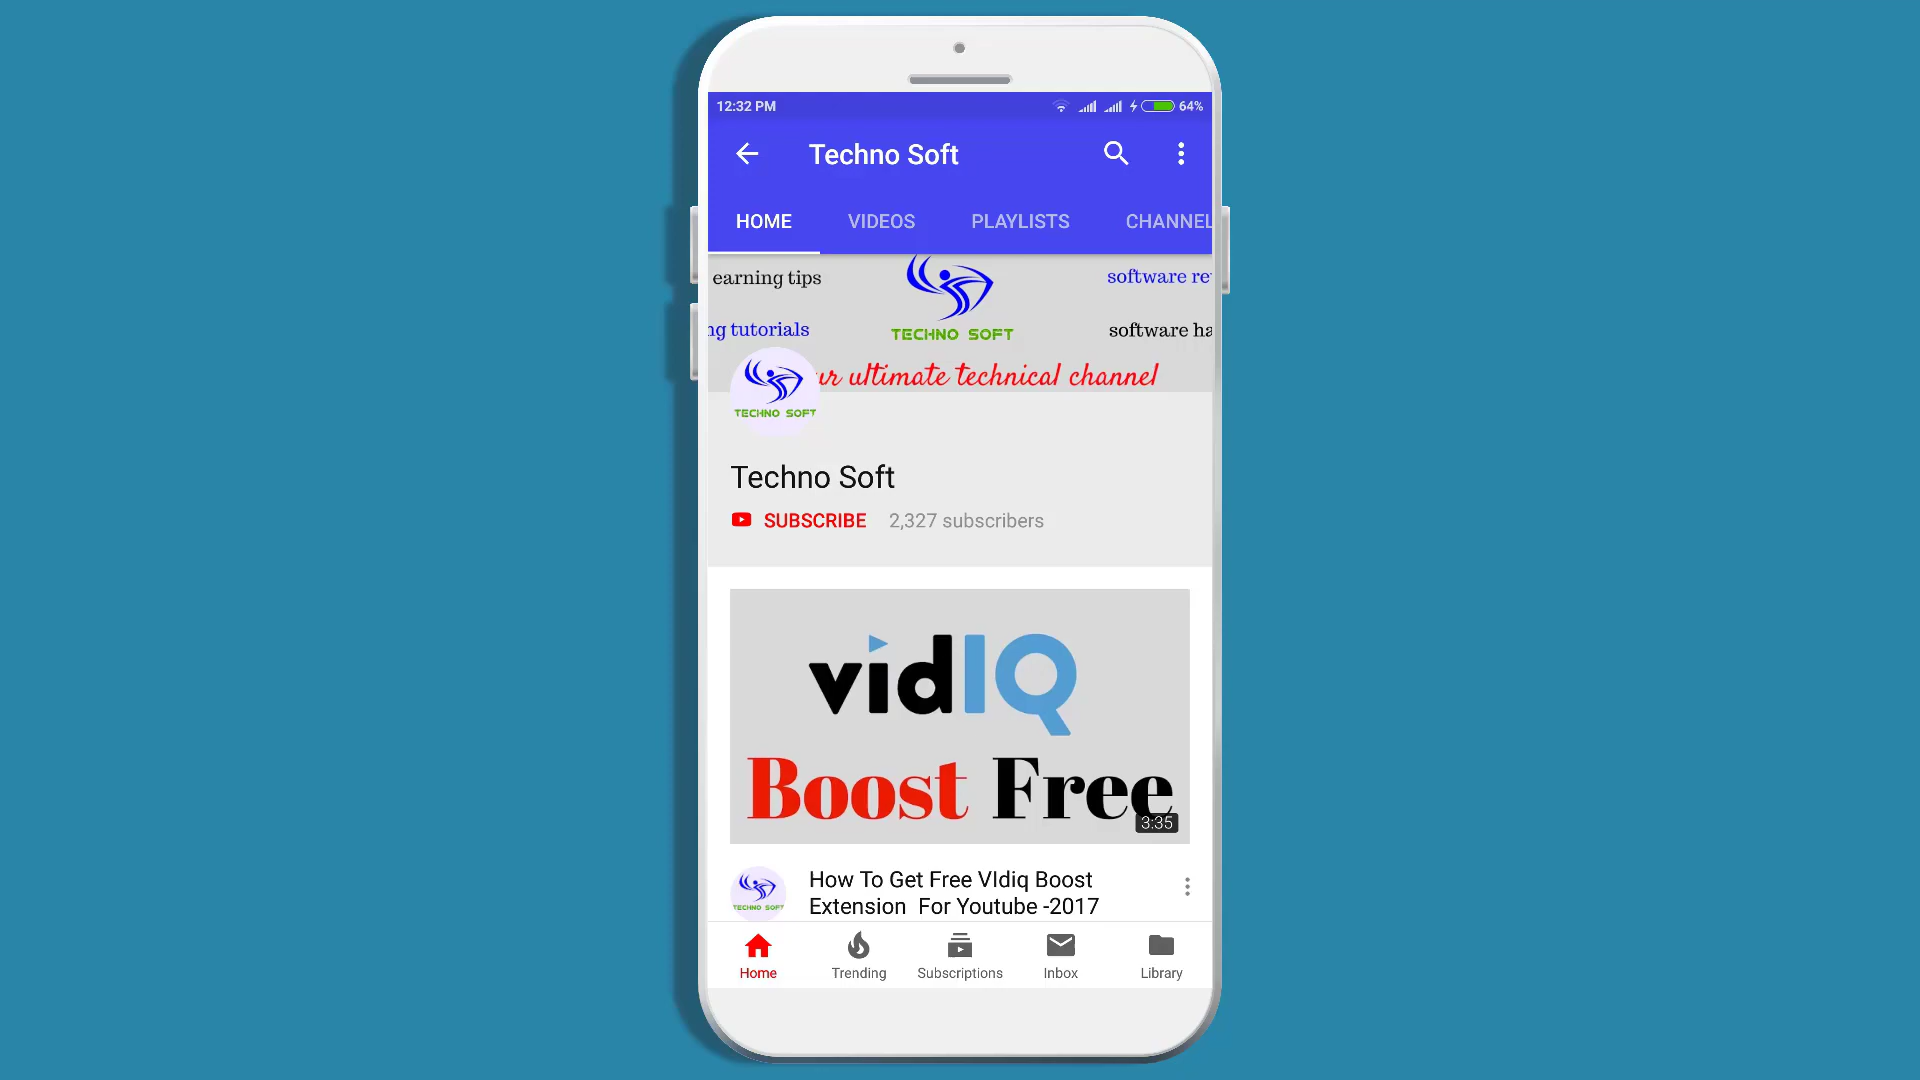 12:32 PM 64%
Techno Soft
HOME VIDEOS PLAYLISTS CHANNEL
earning tips
software re
TECHNO SOFT
ng tutorials
software ha
ur ultimate technical channel
TECHNO SOFT
Techno Soft
SUBSCRIBE 2,327 subscribers
vidIQ
Boost Free
3:35
How To Get Free VIdiq Boost
Extension For Youtube -2017
TECHNO SOFT
Home Trending Subscriptions Inbox Library